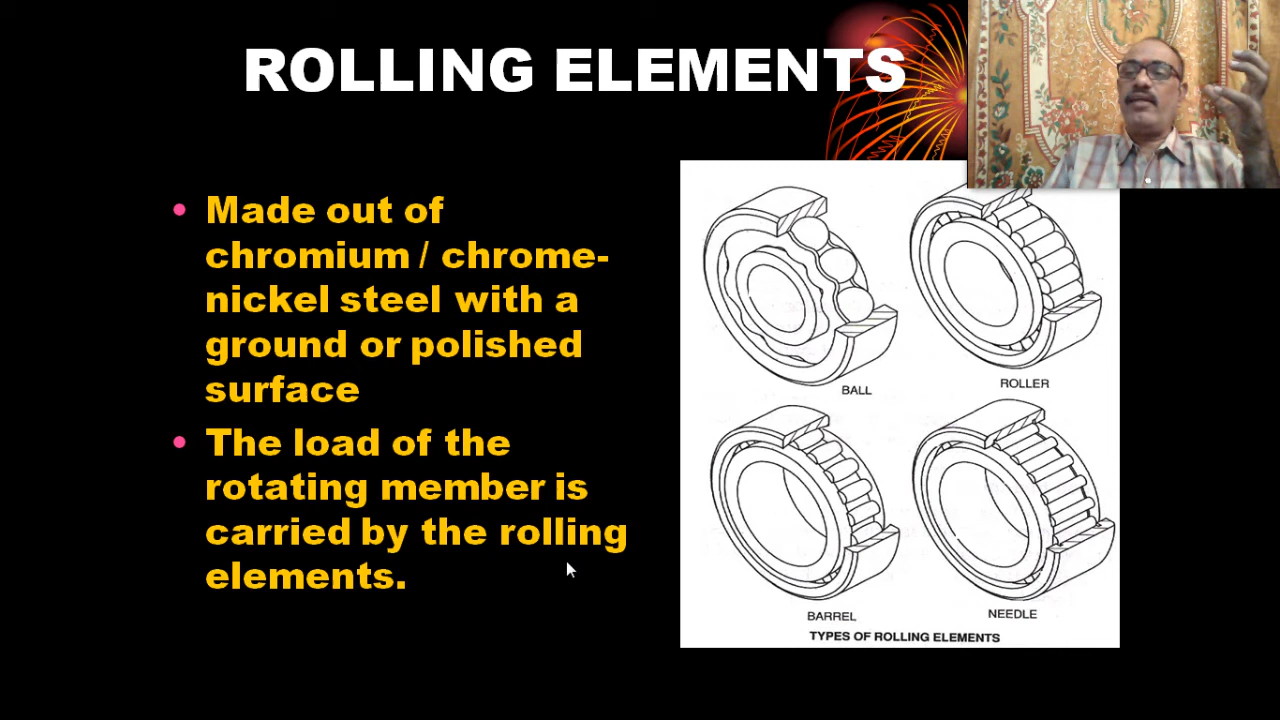 ROLLING ELEMENTS
• Made out of
chromium / chrome-
nickel steel with a
ground or polished
surface
• The load of the
rotating member is
carried by the rolling
elements.
BALL
ROLLER
BARREL
NEEDLE
TYPES OF ROLLING ELEMENTS